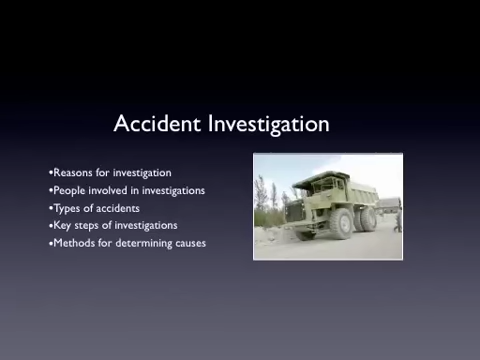 Accident Investigation
•Reasons for investigation
•People involved in investigations
•Types of accidents
•Key steps of investigations
•Methods for determining causes